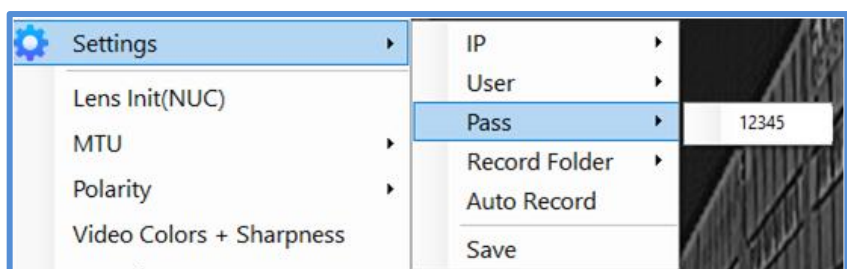 Settings
Lens Init(NUC)
MTU
Polarity
Video Colors + Sharpness
IP
User
Pass
Record Folder
Auto Record
Save
12345